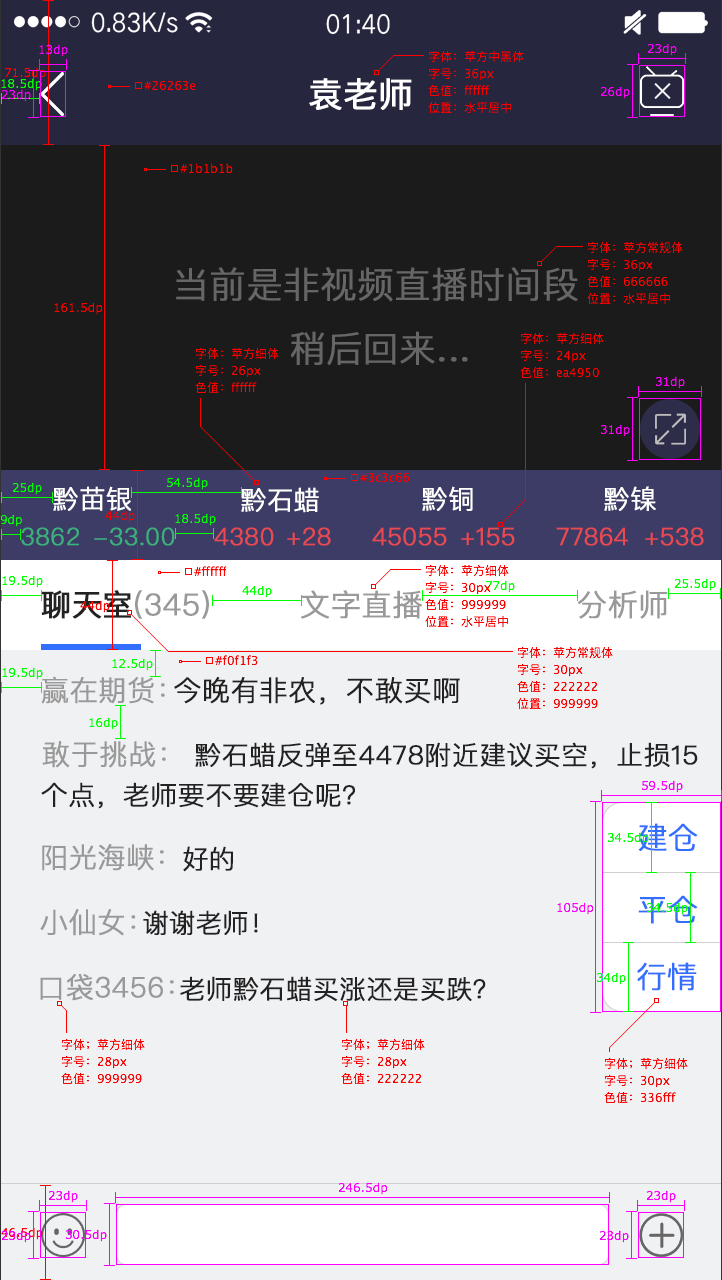 0.83K/s 01:40
13dp
23dp
字体：苹方中黑体
字号：36px
色值：ffffff
位置：水平居中
71.5dp
18.5dp
23dp
#26263e
袁老师
26dp
#1b1b1b
字体：苹方常规体
字号：36px
色值：666666
位置：水平居中
当前是非视频直播时间段
161.5dp
稍后回来...
字体：苹方细体
字号：26px
色值：ffffff
字体：苹方细体
字号：24px
色值：ea4950
31dp
31dp
#3c3c66
54.5dp
25dp
黔苗银 黔石蜡 黔铜 黔镍
44dp
18.5dp
9dp
3862 -33.00 4380 +28 45055 +155 77864 +538
#ffffff
字体：苹方细体
字号：30px
色值：999999
位置：水平居中
19.5dp
44dp
77dp
25.5dp
聊天室(345) 文字直播 分析师
44dp
12.5dp
#f0f1f3
字体：苹方常规体
字号：30px
色值：222222
位置：999999
19.5dp
赢在期货：今晚有非农，不敢买啊
16dp
敢于挑战： 黔石蜡反弹至4478附近建议买空，止损15
个点，老师要不要建仓呢？
59.5dp
34.5dp
建仓
阳光海峡： 好的
105dp
34.5dp
平仓
小仙女：谢谢老师！
34dp
行情
口袋3456：老师黔石蜡买涨还是买跌？
字体：苹方细体
字号：28px
色值：999999
字体：苹方细体
字号：28px
色值：222222
字体：苹方细体
字号：30px
色值：336fff
23dp
246.5dp
23dp
46.5dp
23dp
30.5dp
23dp